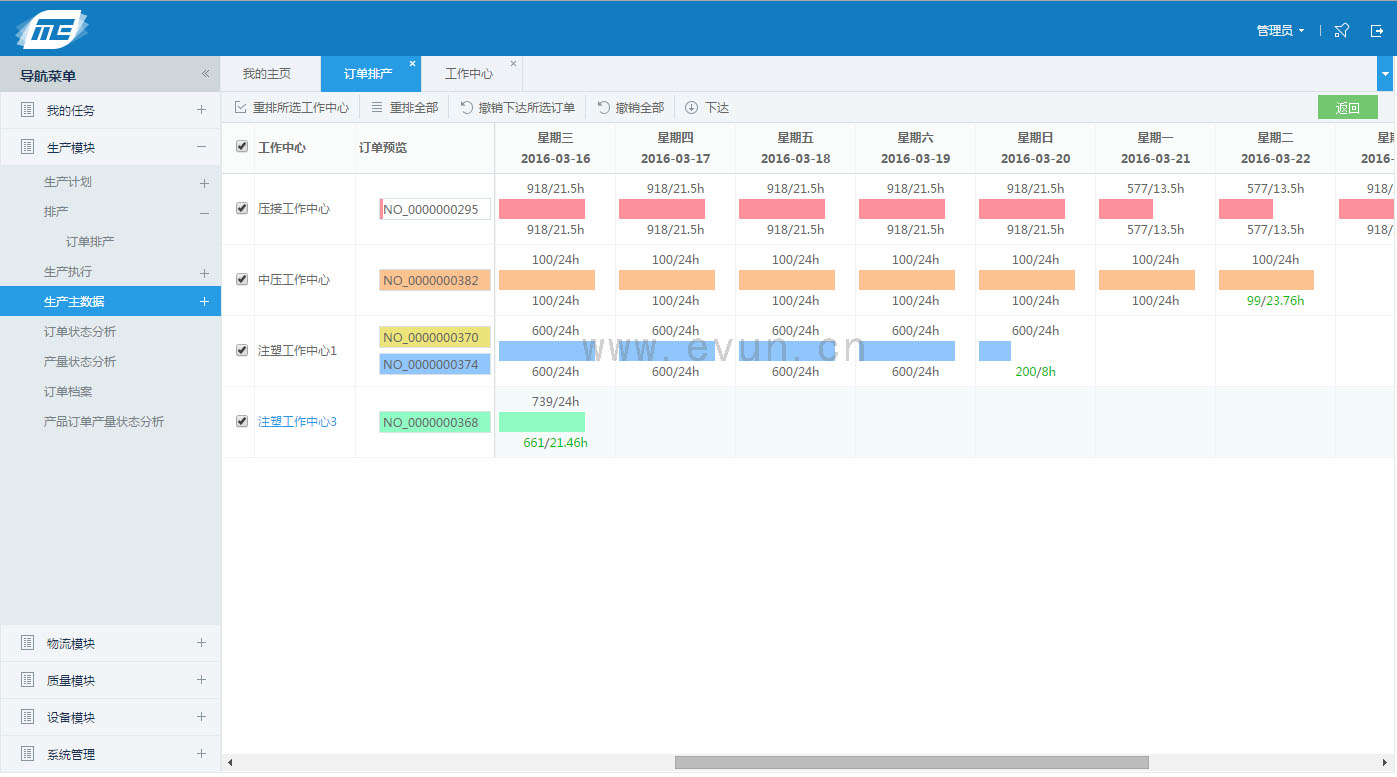 ME
管理员
导航菜单
我的主页
订单排产
工作中心
我的任务
生产模块
生产计划
排产
订单排产
生产执行
生产主数据
订单状态分析
产量状态分析
订单档案
产品订单产量状态分析
物流模块
质量模块
设备模块
系统管理
重排所选工作中心 重排全部 撤销下达所选订单 撤销全部 下达 返回
工作中心 订单预览
星期三 星期四 星期五 星期六 星期日 星期一 星期二 星
2016-03-16 2016-03-17 2016-03-18 2016-03-19 2016-03-20 2016-03-21 2016-03-22 2016-
918/21.5h 918/21.5h 918/21.5h 918/21.5h 918/21.5h 577/13.5h 577/13.5h 918/
压接工作中心 NO_0000000295
918/21.5h 918/21.5h 918/21.5h 918/21.5h 918/21.5h 577/13.5h 577/13.5h 918/
100/24h 100/24h 100/24h 100/24h 100/24h 100/24h 100/24h
中压工作中心 NO_0000000382
100/24h 100/24h 100/24h 100/24h 100/24h 100/24h 99/23.76h
600/24h 600/24h 600/24h 600/24h 600/24h
注塑工作中心1 NO_0000000370
NO_0000000374
www.evun.cn
600/24h 600/24h 600/24h 600/24h 200/8h
739/24h
注塑工作中心3 NO_0000000368
661/21.46h